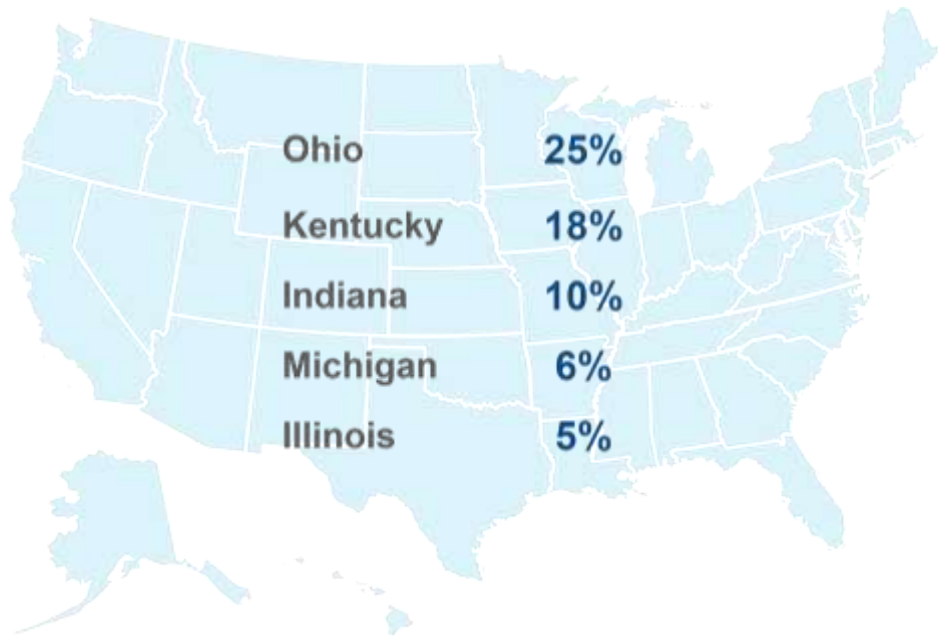 Ohio 25%
Kentucky 18%
Indiana 10%
Michigan 6%
Illinois 5%